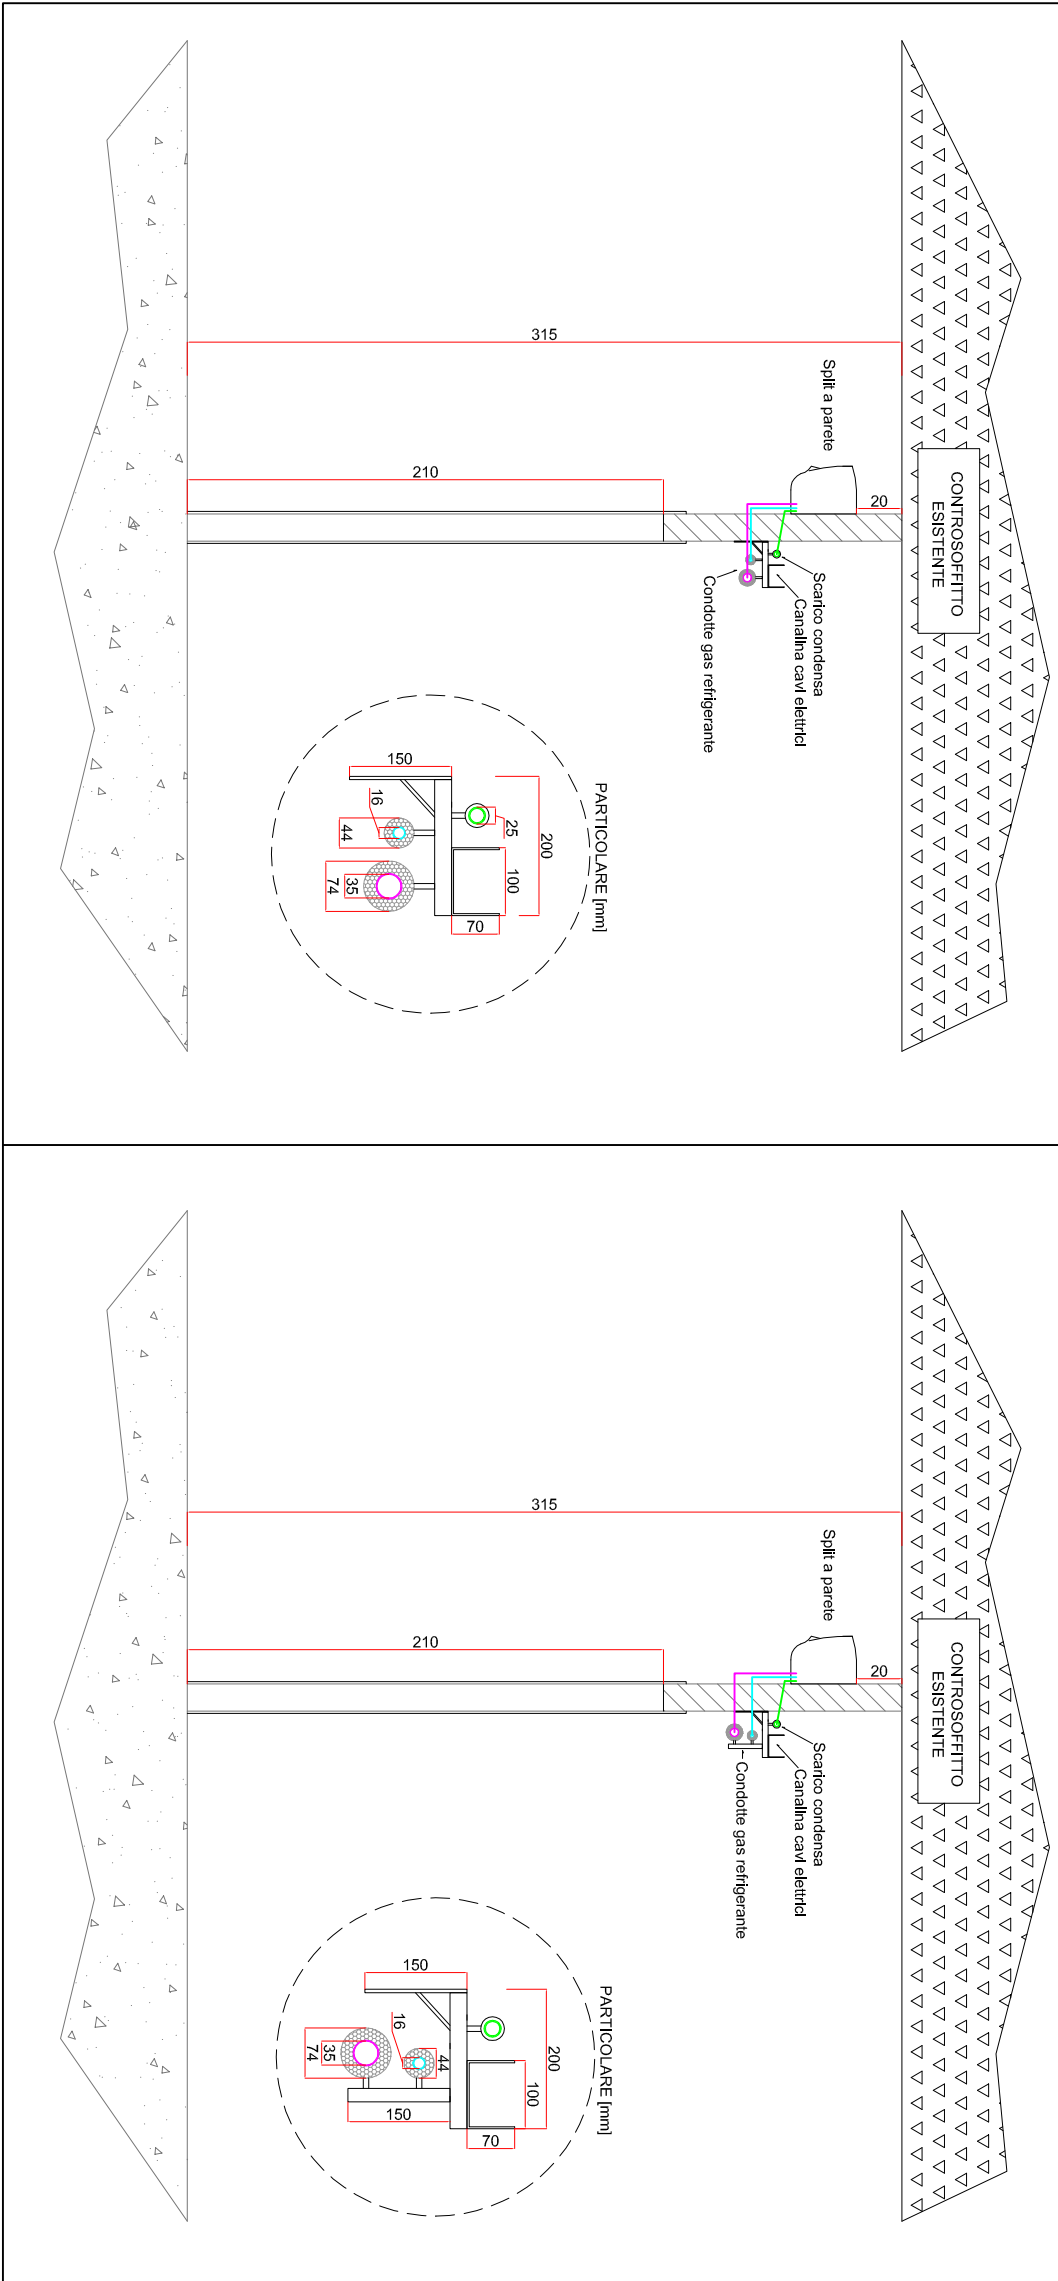 CONTROSOFFITTO
ESISTENTE
20
Split a parete
315
210
Scarico condensa
Canalina cavi elettrici
Condotte gas refrigerante
PARTICOLARE [mm]
200
25
100
70
150
16
44
35
74
CONTROSOFFITTO
ESISTENTE
20
Split a parete
315
210
Scarico condensa
Canalina cavi elettrici
Condotte gas refrigerante
PARTICOLARE [mm]
200
100
70
150
16
44
35
74
150